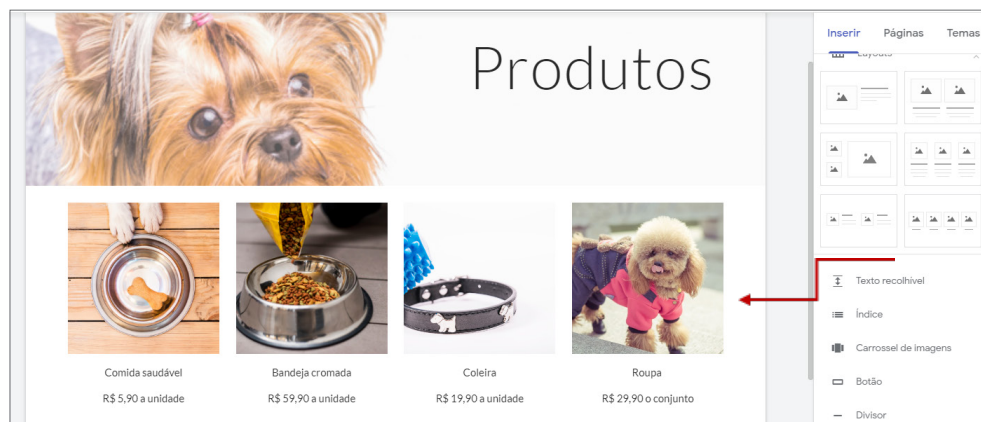 Produtos
Comida saudável
R$ 5,90 a unidade
Bandeja cromada
R$ 59,90 a unidade
Coleira
R$ 19,90 a unidade
Roupa
R$ 29,90 o conjunto
Inserir Páginas Temas
Layouts
Texto recolhível
Índice
Carrossel de imagens
Botão
Divisor